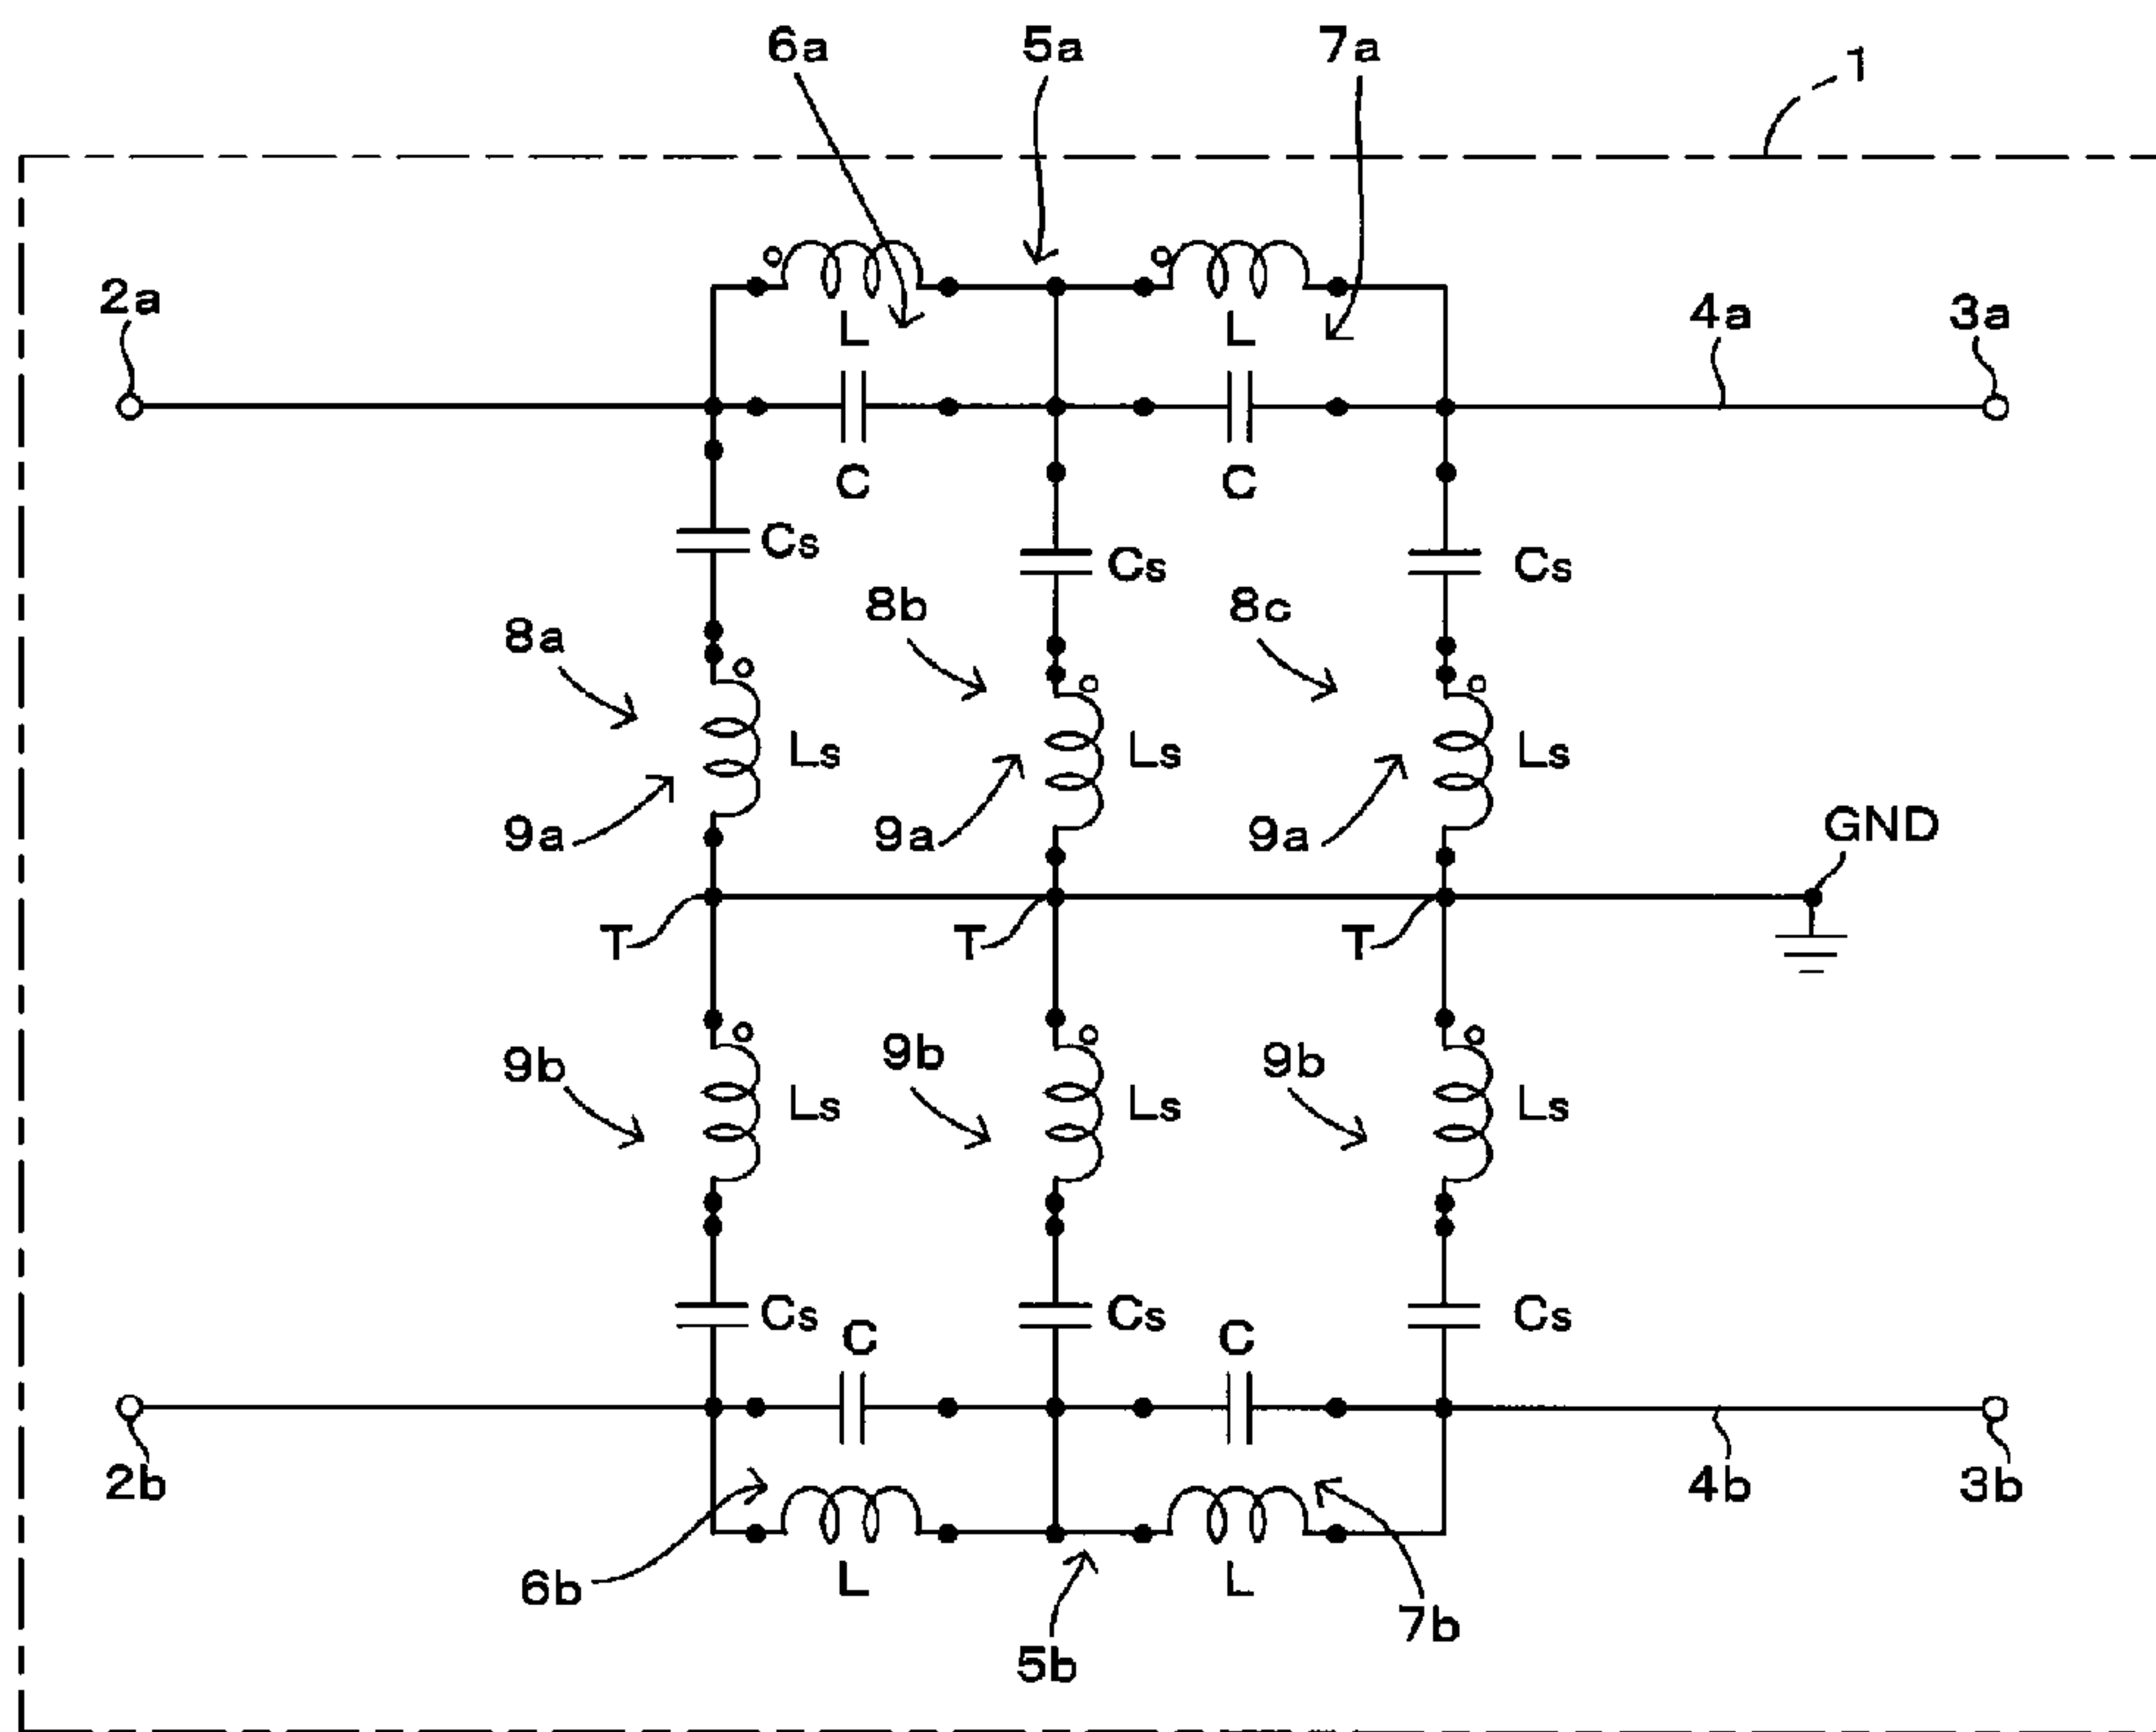 6a 5a 7a
1
2a L L 4a 3a
C C
Cs Cs Cs
8a 8b 8c
Ls Ls Ls
9a 9a 9a GND
T T T
9b 9b 9b
Ls Ls Ls
Cs C Cs C Cs
2b 4b 3b
6b L L
5b 7b